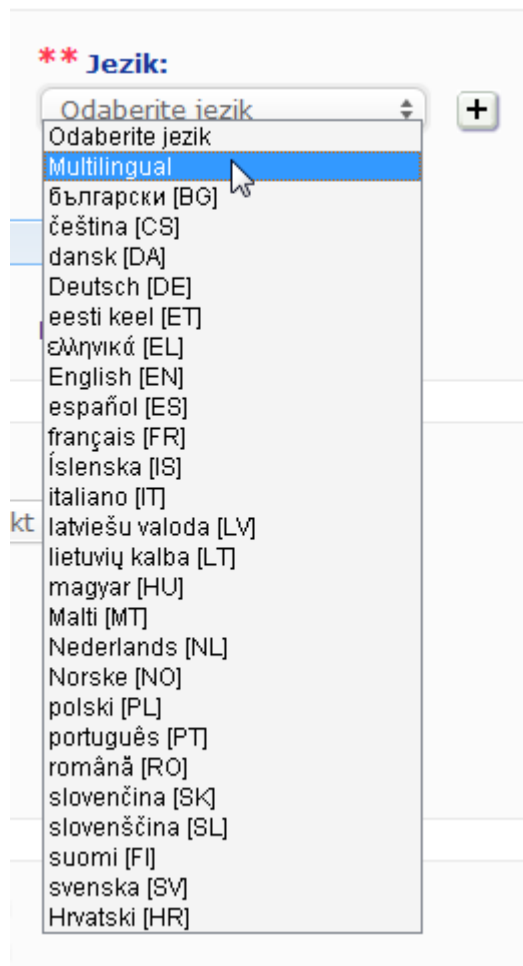 ** Jezik:
Odaberite jezik
+
Odaberite jezik
Multilingual
български [BG]
čeština [CS]
dansk [DA]
Deutsch [DE]
eesti keel [ET]
ελληνικά [EL]
English [EN]
español [ES]
français [FR]
Íslenska [IS]
italiano [IT]
latviešu valoda [LV]
kt
lietuvių kalba [LT]
magyar [HU]
Malti [MT]
Nederlands [NL]
Norske [NO]
polski [PL]
português [PT]
română [RO]
slovenčina [SK]
slovenščina [SL]
suomi [FI]
svenska [SV]
Hrvatski [HR]